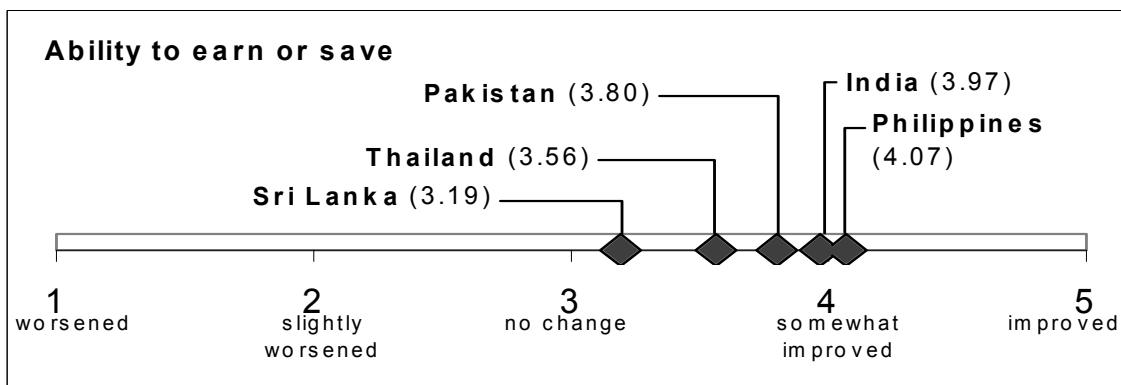 Ability to earn or save
India (3.97)
Pakistan (3.80)
Philippines
(4.07)
Thailand (3.56)
Sri Lanka (3.19)
1
2
3
4
5
worsened
slightly
worsened
no change
somewhat
improved
improved